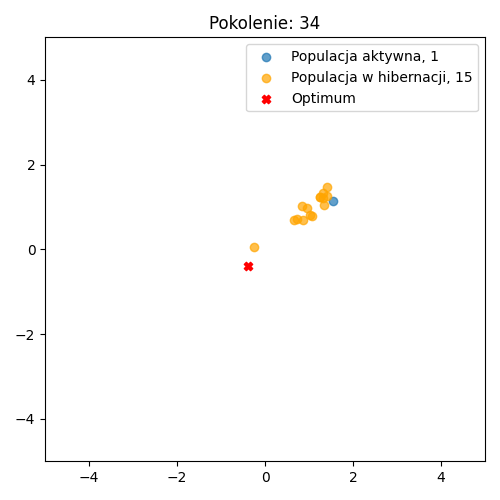 Pokolenie: 34
Populacja aktywna, 1
Populacja w hibernacji, 15
Optimum
4
2
0
−2
−4
−4
−2
0
2
4